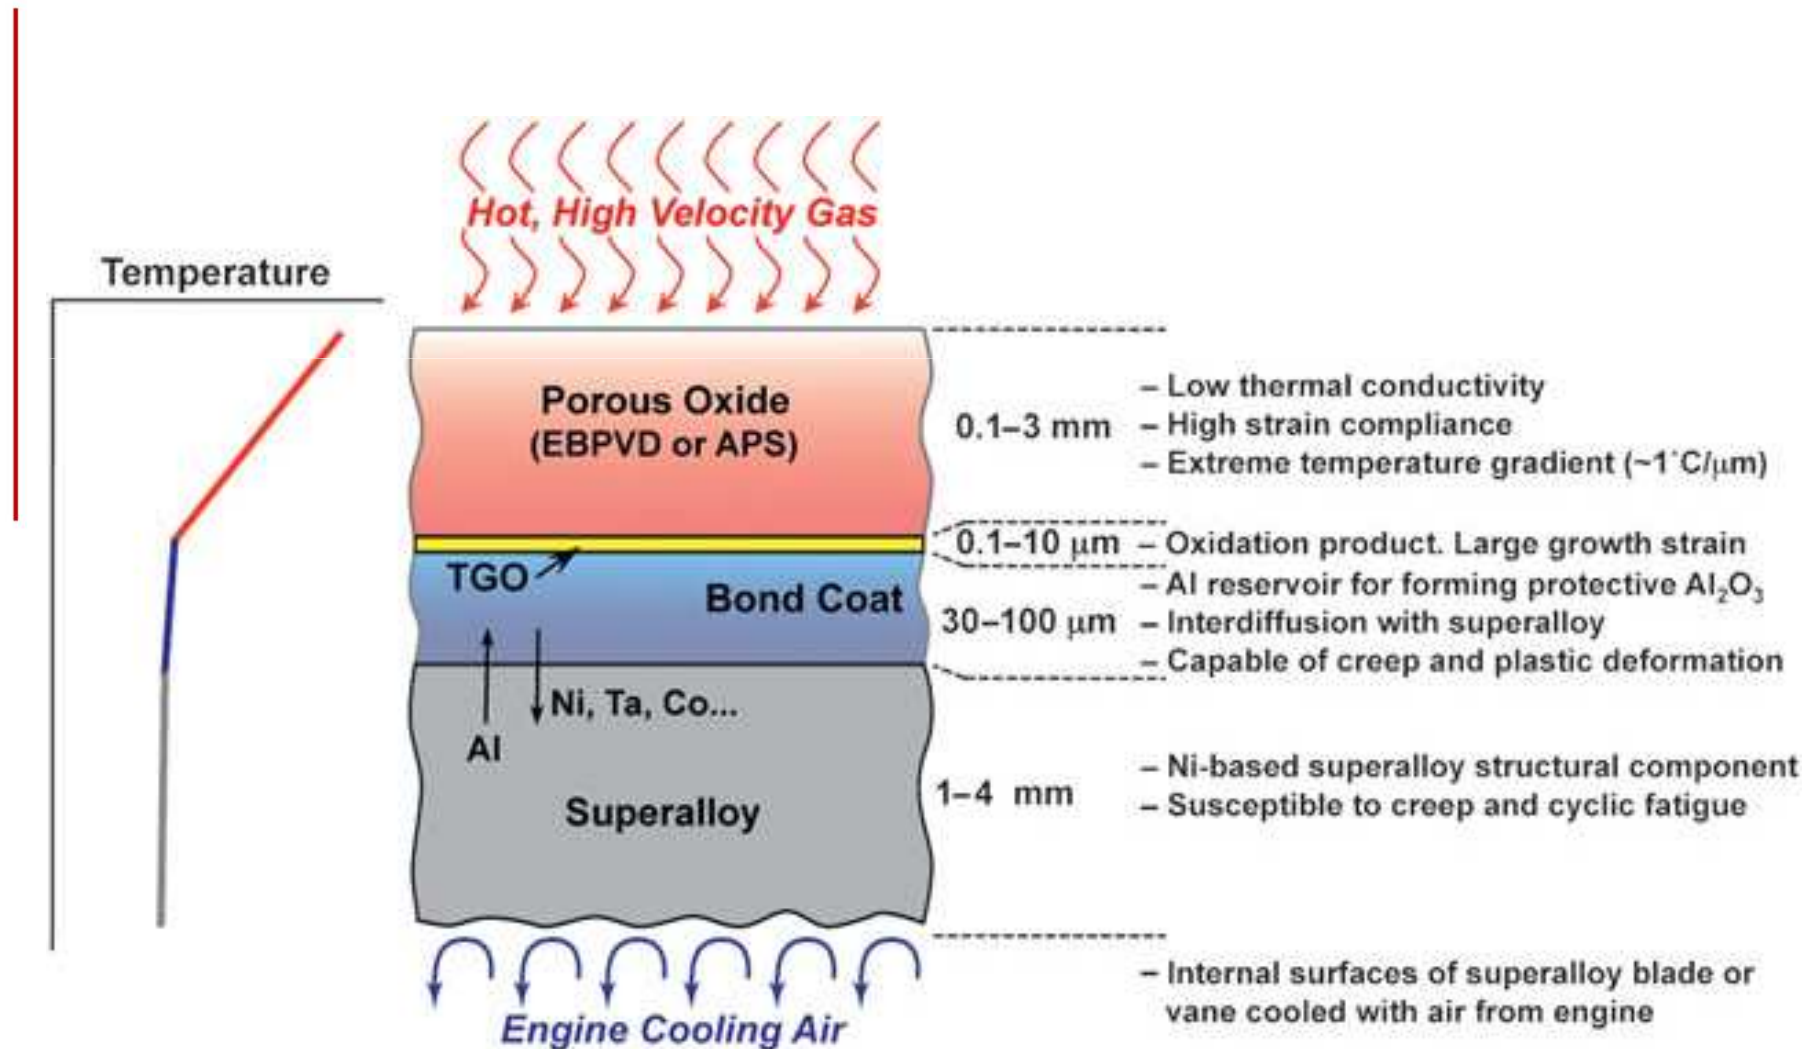 Hot, High Velocity Gas
Temperature
Porous Oxide
(EBPVD or APS)
0.1–3 mm
– Low thermal conductivity
– High strain compliance
– Extreme temperature gradient (~1˚C/μm)
TGO
0.1–10 μm
– Oxidation product. Large growth strain
Bond Coat
30–100 μm
– Al reservoir for forming protective Al₂O₃
– Interdiffusion with superalloy
– Capable of creep and plastic deformation
Ni, Ta, Co...
Al
Superalloy
1–4 mm
– Ni-based superalloy structural component
– Susceptible to creep and cyclic fatigue
Engine Cooling Air
– Internal surfaces of superalloy blade or
vane cooled with air from engine